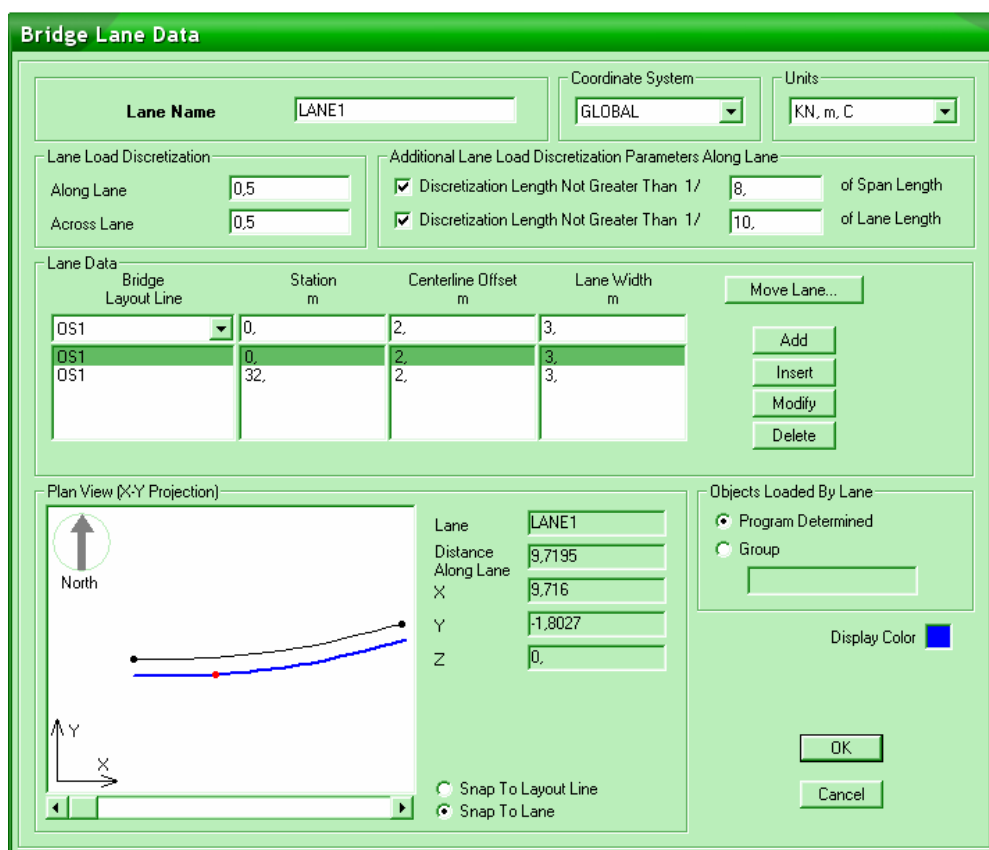 Bridge Lane Data
Coordinate System
Units
Lane Name LANE1
GLOBAL
KN, m, C
Lane Load Discretization
Along Lane 0,5
Across Lane 0,5
Additional Lane Load Discretization Parameters Along Lane
Discretization Length Not Greater Than 1/ 8, of Span Length
Discretization Length Not Greater Than 1/ 10, of Lane Length
Lane Data
Bridge Layout Line Station m Centerline Offset m Lane Width m
OS1 0, 2, 3,
OS1 0, 2, 3,
OS1 32, 2, 3,
Move Lane...
Add
Insert
Modify
Delete
Plan View (X-Y Projection)
North
Y
X
Lane LANE1
Distance Along Lane 9,7195
X 9,716
Y -1,8027
Z 0,
Snap To Layout Line
Snap To Lane
Objects Loaded By Lane
Program Determined
Group
Display Color
OK
Cancel